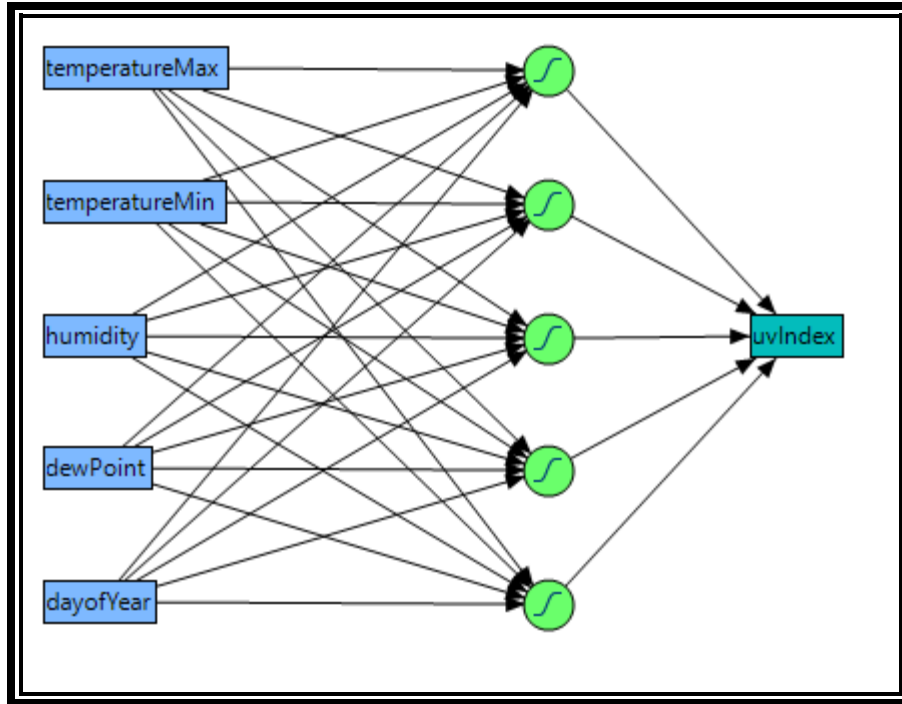 temperatureMax
temperatureMin
humidity
uvIndex
dewPoint
dayofYear